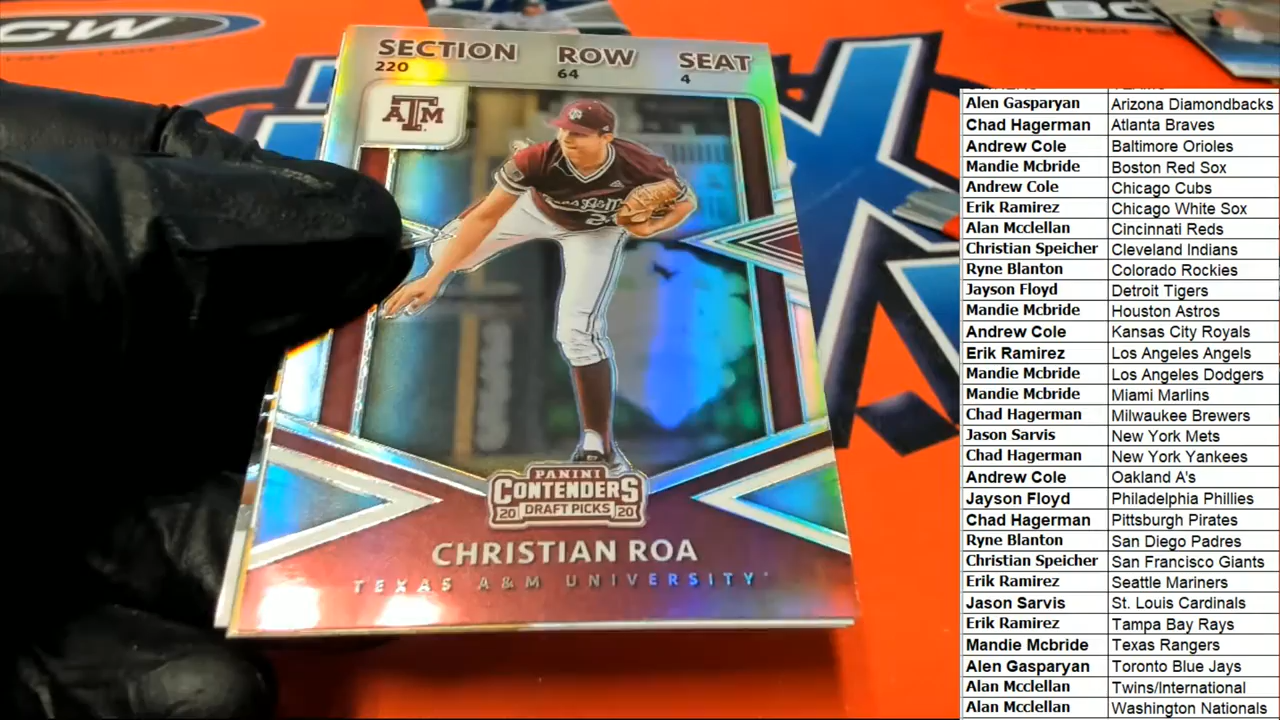 SECTION ROW SEAT
220 64 4
ATM
PANINI
CONTENDERS
20 DRAFT PICKS 20
CHRISTIAN ROA
TEXAS A&M UNIVERSITY
Alen Gasparyan Arizona Diamondbacks
Chad Hagerman Atlanta Braves
Andrew Cole Baltimore Orioles
Mandie Mcbride Boston Red Sox
Andrew Cole Chicago Cubs
Erik Ramirez Chicago White Sox
Alan Mcclellan Cincinnati Reds
Christian Speicher Cleveland Indians
Ryne Blanton Colorado Rockies
Jayson Floyd Detroit Tigers
Mandie Mcbride Houston Astros
Andrew Cole Kansas City Royals
Erik Ramirez Los Angeles Angels
Mandie Mcbride Los Angeles Dodgers
Mandie Mcbride Miami Marlins
Chad Hagerman Milwaukee Brewers
Jason Sarvis New York Mets
Chad Hagerman New York Yankees
Andrew Cole Oakland A's
Jayson Floyd Philadelphia Phillies
Chad Hagerman Pittsburgh Pirates
Ryne Blanton San Diego Padres
Christian Speicher San Francisco Giants
Erik Ramirez Seattle Mariners
Jason Sarvis St. Louis Cardinals
Erik Ramirez Tampa Bay Rays
Mandie Mcbride Texas Rangers
Alen Gasparyan Toronto Blue Jays
Alan Mcclellan Twins/International
Alan Mcclellan Washington Nationals